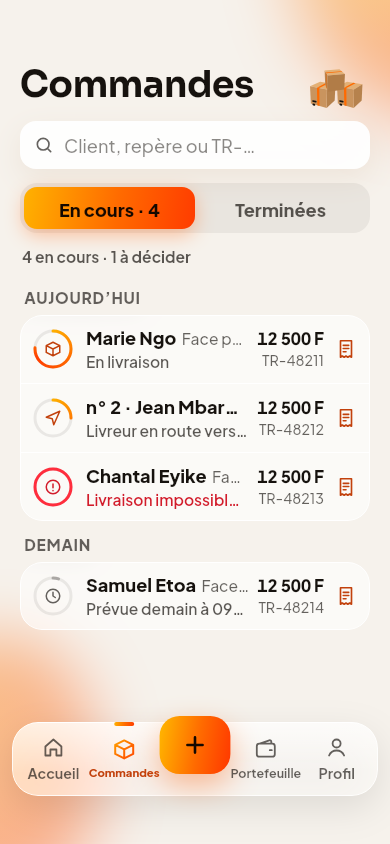 Commandes
Client, repère ou TR-…
En cours · 4
Terminées
4 en cours · 1 à décider
AUJOURD’HUI
Marie Ngo Face p… 12 500 F
En livraison TR-48211
n° 2 · Jean Mbar… 12 500 F
Livreur en route vers… TR-48212
Chantal Eyike Fa… 12 500 F
Livraison impossibl… TR-48213
DEMAIN
Samuel Etoa Face… 12 500 F
Prévue demain à 09… TR-48214
Accueil
Commandes
Portefeuille
Profil